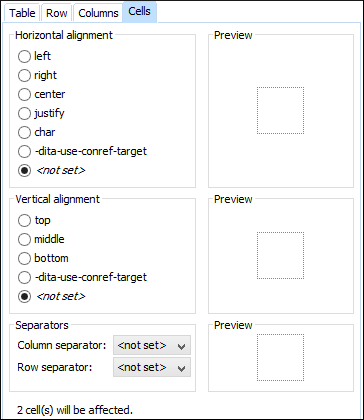 Table Row Columns Cells
Horizontal alignment
left
right
center
justify
char
-dita-use-conref-target
<not set>
Preview
Vertical alignment
top
middle
bottom
-dita-use-conref-target
<not set>
Preview
Separators
Column separator: <not set>
Row separator: <not set>
Preview
2 cell(s) will be affected.